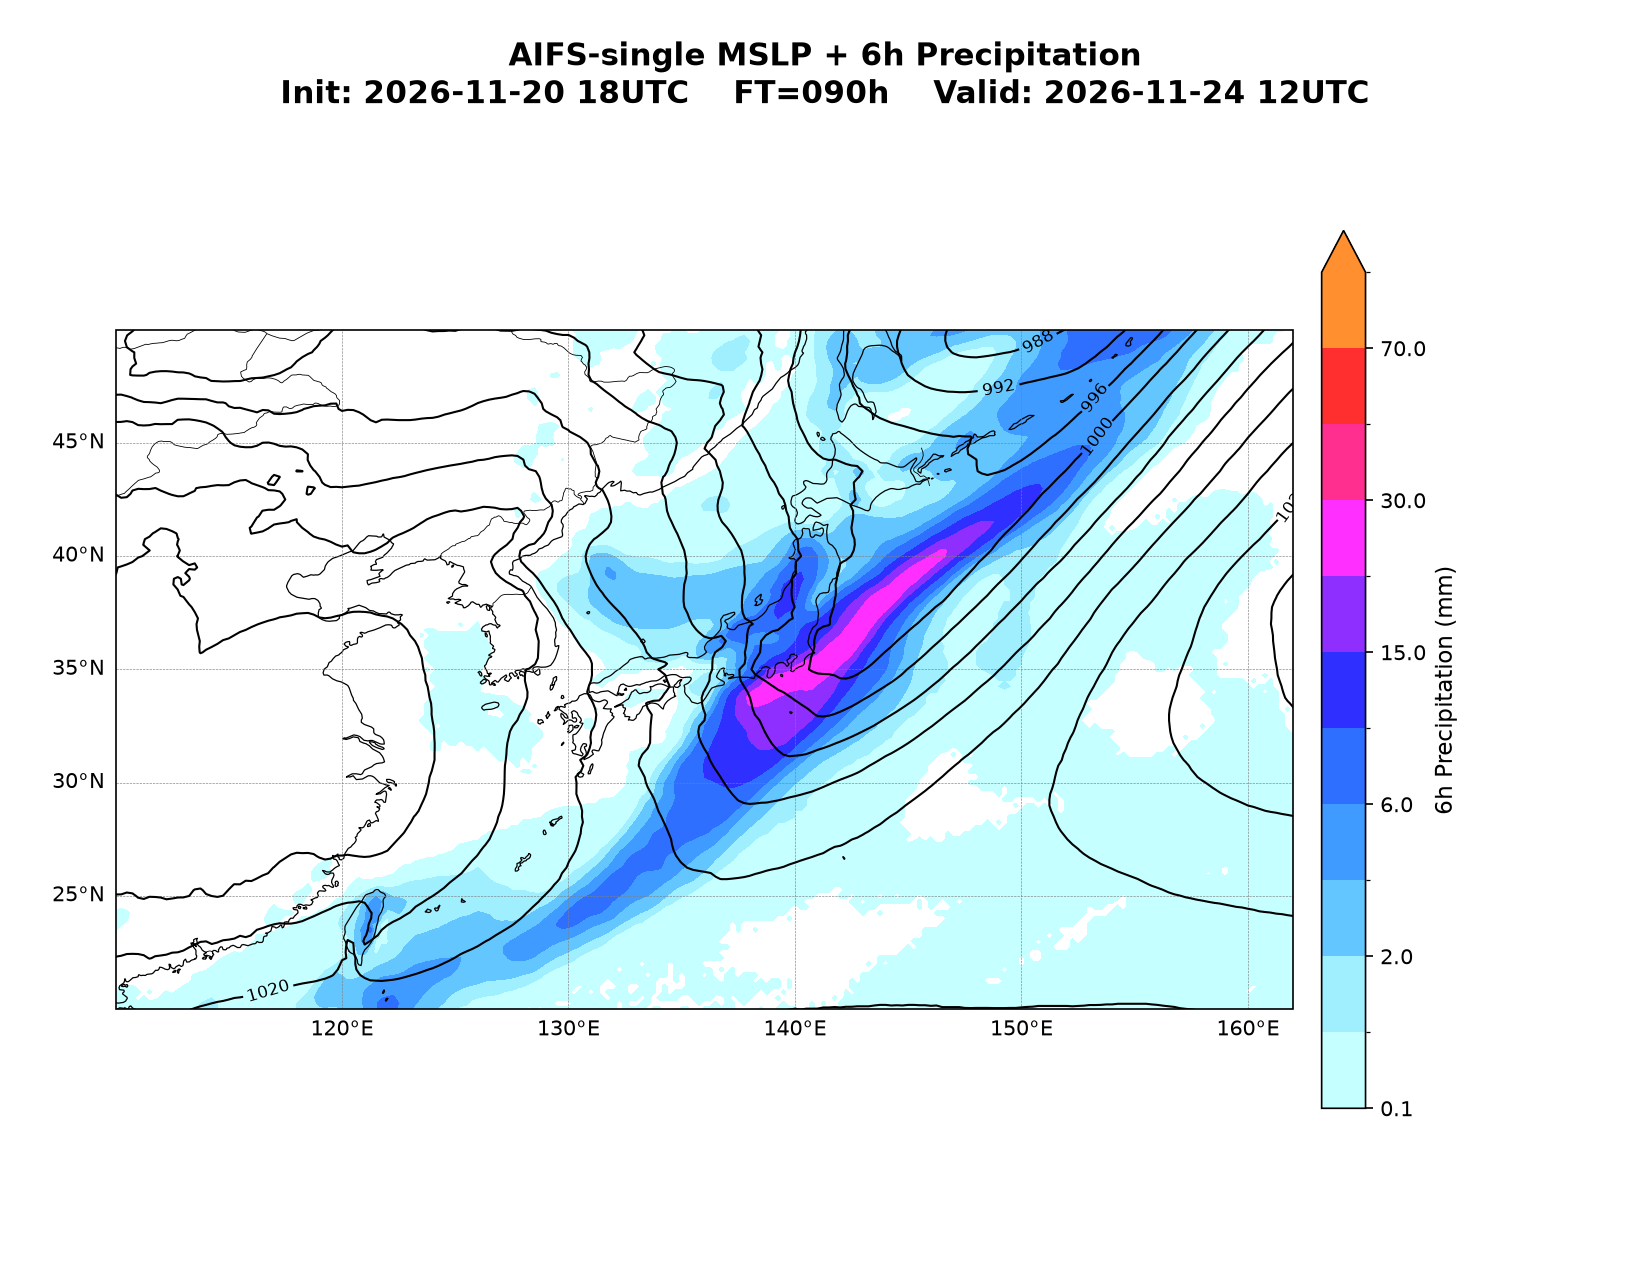 AIFS-single MSLP + 6h Precipitation
Init: 2026-11-20 18UTC    FT=090h    Valid: 2026-11-24 12UTC
988
992
996
1000
1020
45°N
40°N
35°N
30°N
25°N
120°E
130°E
140°E
150°E
160°E
70.0
30.0
15.0
6.0
2.0
0.1
6h Precipitation (mm)